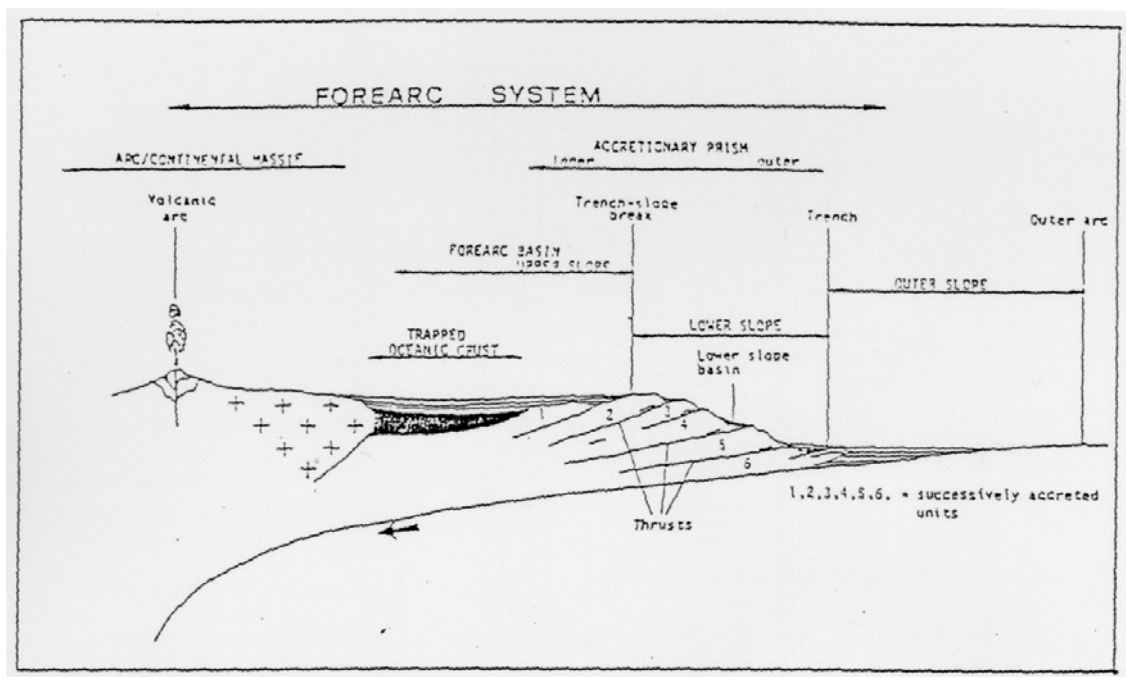 FOREARC SYSTEM
ARC/CONTINENTAL MASSIF
ACCRETIONARY PRISM
inner outer
Volcanic
arc
Trench-slope
break
Trench
Outer arc
FOREARC BASIN
UPPER SLOPE
OUTER SLOPE
LOWER SLOPE
TRAPPED
OCEANIC CRUST
Lower slope
basin
1
2
3
4
5
6
1,2,3,4,5,6, = successively accreted
units
Thrusts